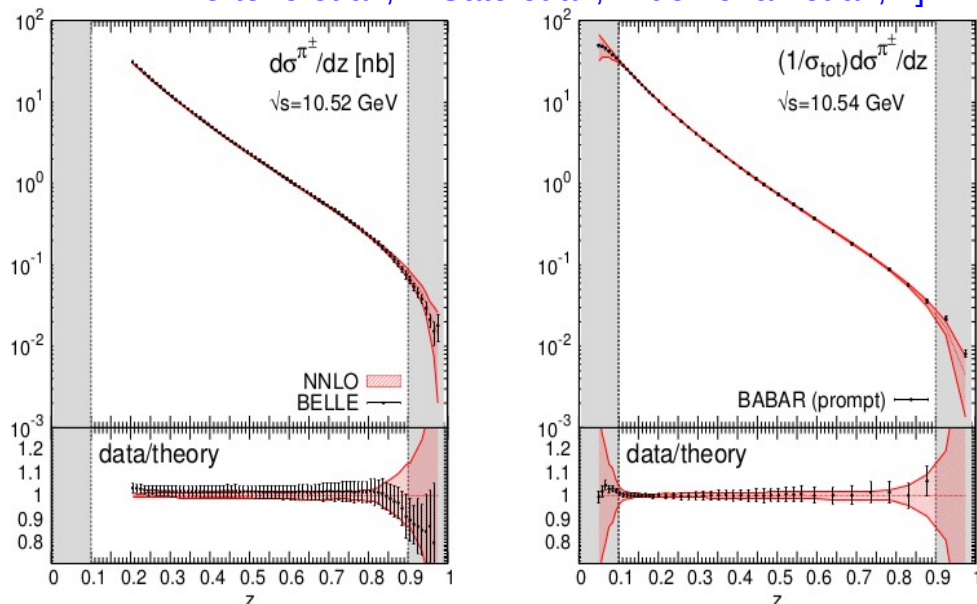 dσ^π±/dz [nb]
√s=10.52 GeV
NNLO
BELLE
10² 10¹ 10⁰ 10⁻¹ 10⁻² 10⁻³
data/theory
1.2 1.1 1 0.9 0.8
0 0.1 0.2 0.3 0.4 0.5 0.6 0.7 0.8 0.9 1
z
(1/σtot)dσ^π±/dz
√s=10.54 GeV
BABAR (prompt)
10² 10¹ 10⁰ 10⁻¹ 10⁻² 10⁻³
data/theory
1.2 1.1 1 0.9 0.8
0 0.1 0.2 0.3 0.4 0.5 0.6 0.7 0.8 0.9 1
z